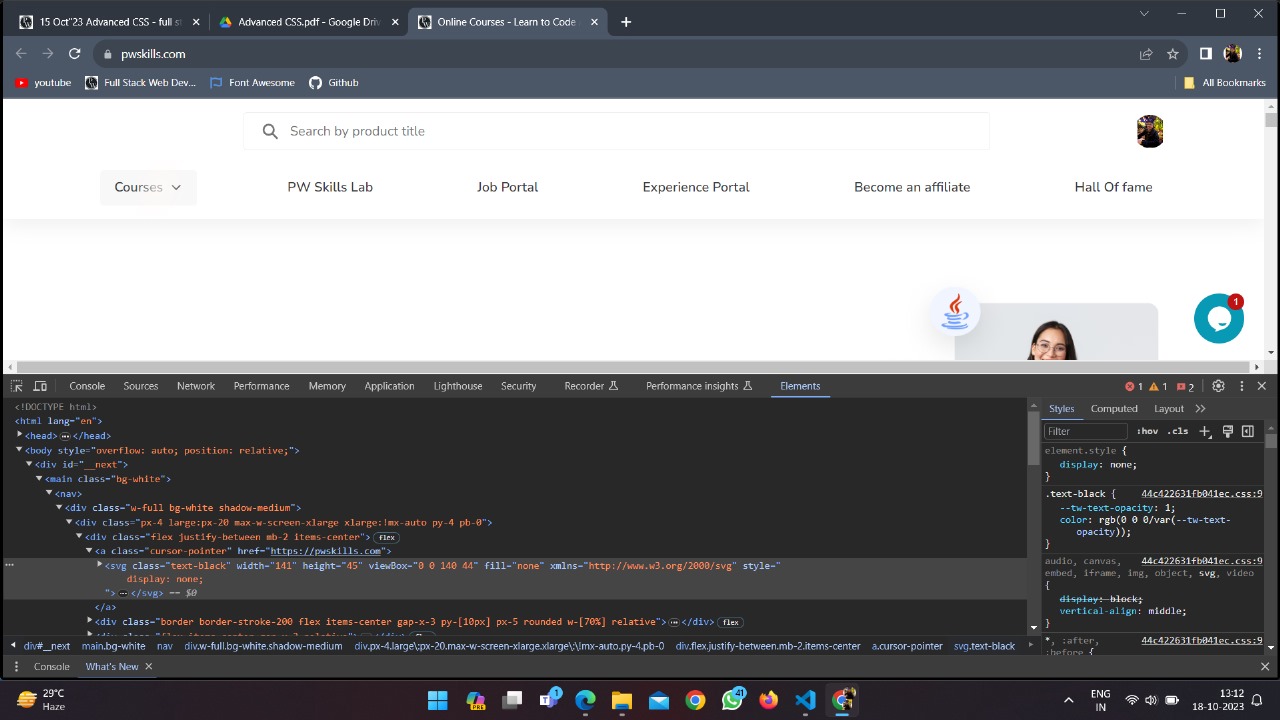 15 Oct"23 Advanced CSS - full st
Advanced CSS.pdf - Google Driv
Online Courses - Learn to Code
pwskills.com
youtube
Full Stack Web Dev...
Font Awesome
Github
All Bookmarks
Search by product title
Courses
PW Skills Lab
Job Portal
Experience Portal
Become an affiliate
Hall Of fame
1
Console Sources Network Performance Memory Application Lighthouse Security Recorder Performance insights Elements 1 1 2
<!DOCTYPE html>
<html lang="en">
<head> </head>
<body style="overflow: auto; position: relative;">
<div id="__next">
<main class="bg-white">
<nav>
<div class="w-full bg-white shadow-medium">
<div class="px-4 large:px-20 max-w-screen-xlarge xlarge:!mx-auto py-4 pb-0">
<div class="flex justify-between mb-2 items-center"> flex
<a class="cursor-pointer" href="https://pwskills.com">
<svg class="text-black" width="141" height="45" viewBox="0 0 140 44" fill="none" xmlns="http://www.w3.org/2000/svg" style="
display: none;
"> </svg> == $0
</a>
<div class="border border-stroke-200 flex items-center gap-x-3 py-[10px] px-5 rounded w-[70%] relative"> </div> flex
Styles Computed Layout
Filter :hov .cls
element.style {
display: none;
}
.text-black { 44c422631fb041ec.css:9
--tw-text-opacity: 1;
color: rgb(0 0 0/var(--tw-text-
opacity));
}
audio, canvas, 44c422631fb041ec.css:9
embed, iframe, img, object, svg, video
{
display: block;
vertical-align: middle;
}
*, :after, 44c422631fb041ec.css:9
:before {
div#__next main.bg-white nav div.w-full.bg-white.shadow-medium div.px-4.large\:px-20.max-w-screen-xlarge.xlarge\:\!mx-auto.py-4.pb-0 div.flex.justify-between.mb-2.items-center a.cursor-pointer svg.text-black
Console What's New
29°C
Haze
PRE
1
41
ENG
IN
13:12
18-10-2023